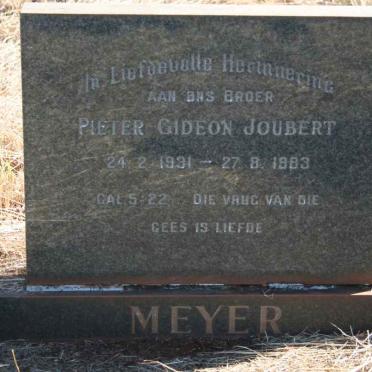 In Liefdevolle Herinnering
AAN ONS BROER
PIETER GIDEON JOUBERT
24·2·1931 – 27·8·1983
GAL 5-22 DIE VRUG VAN DIE
GEES IS LIEFDE
MEYER